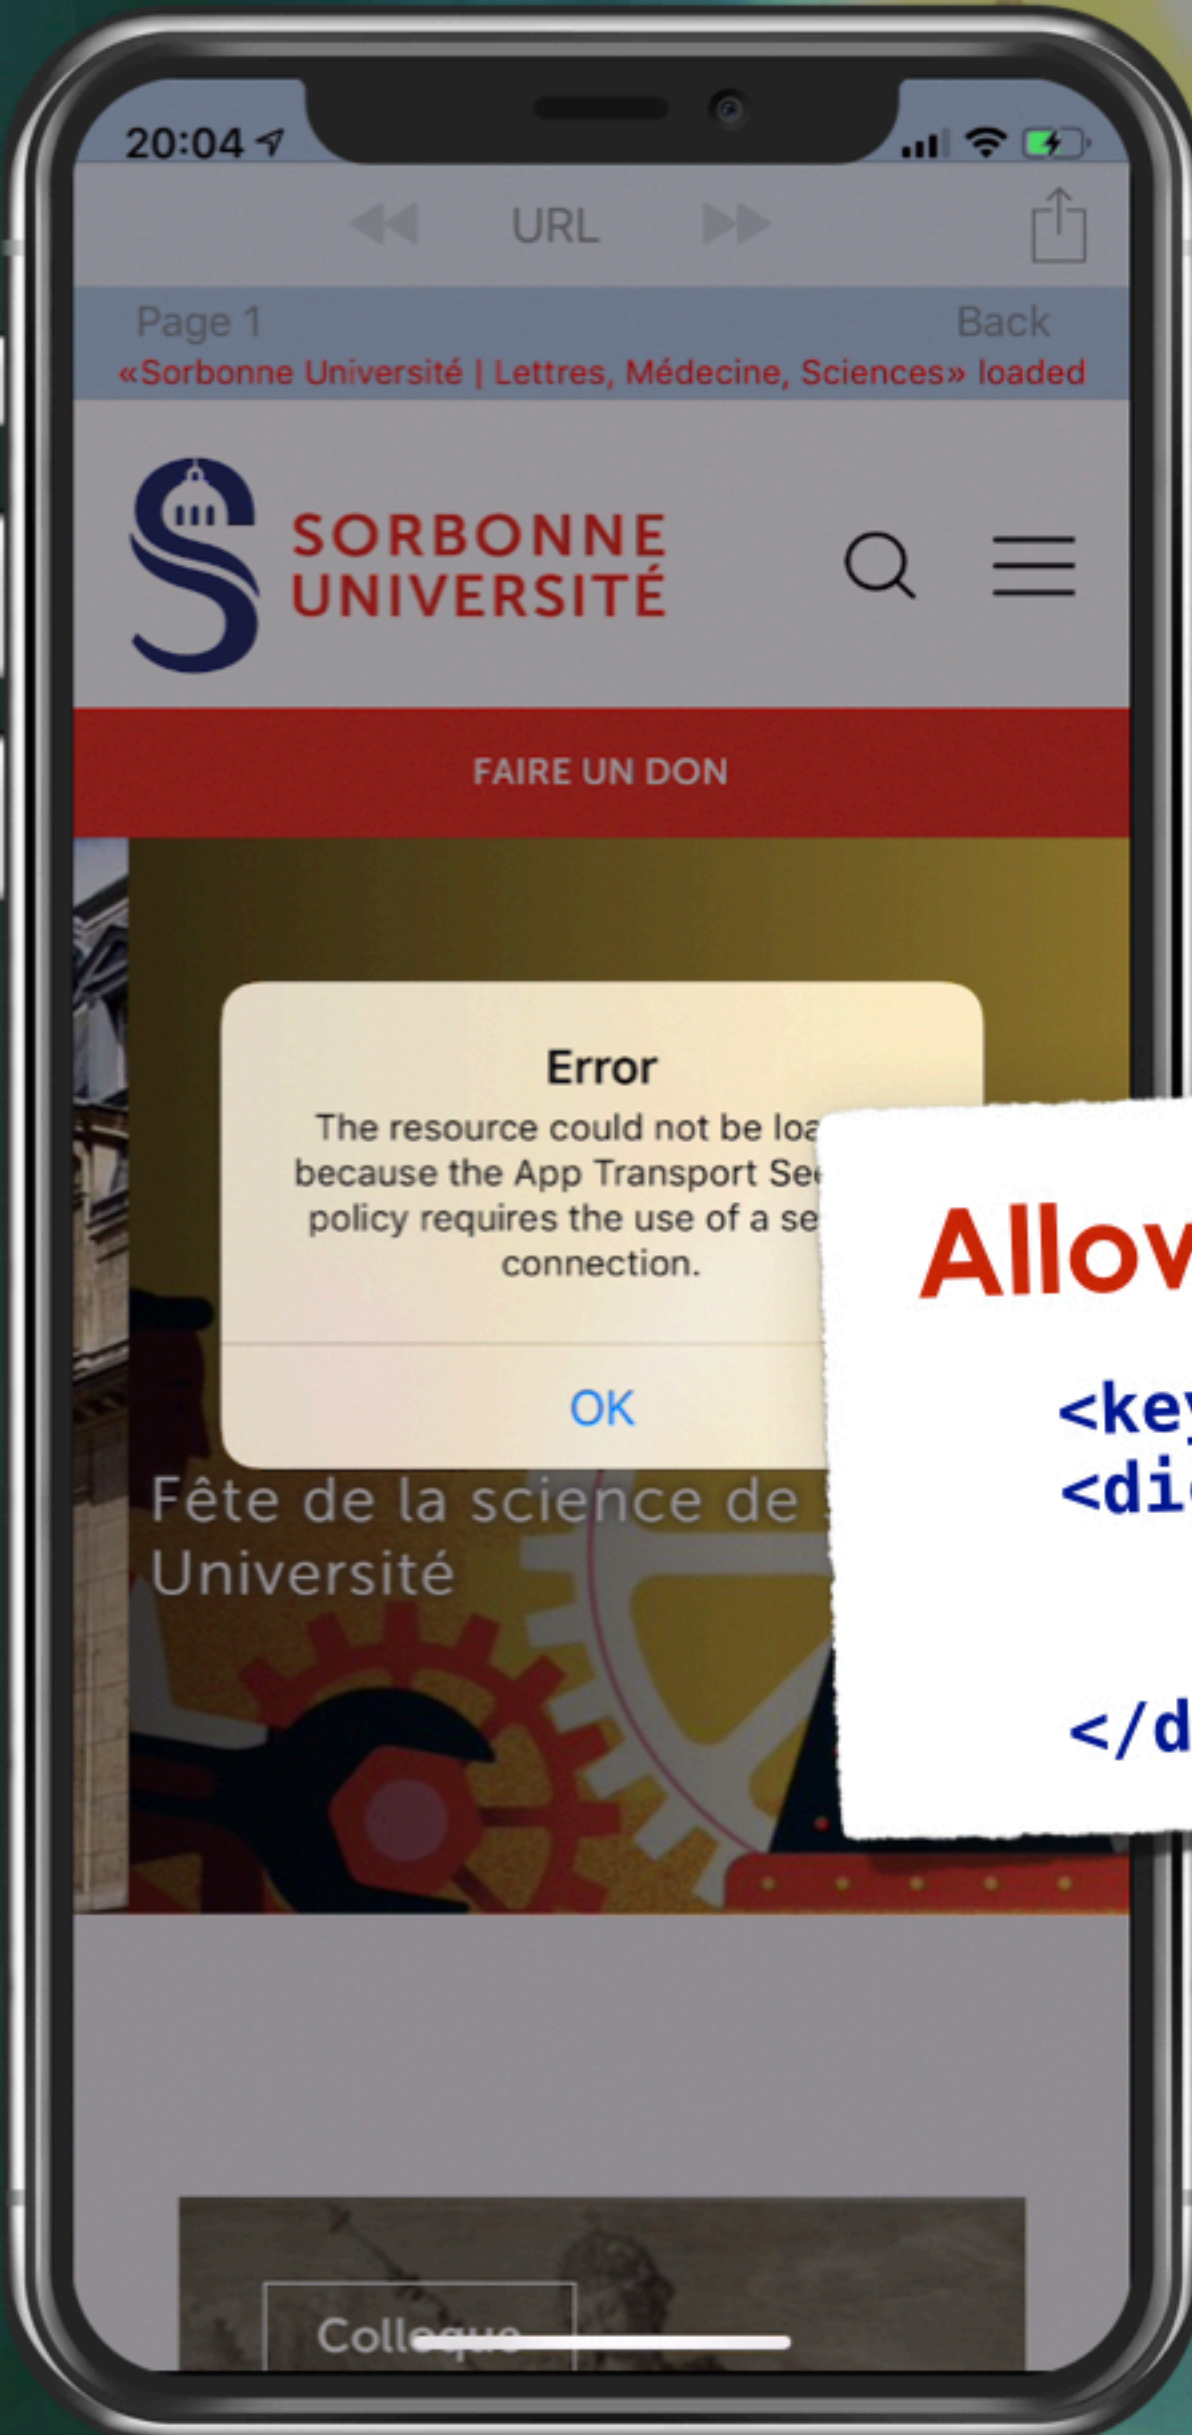 20:04
URL
Page 1 Back
«Sorbonne Université | Lettres, Médecine, Sciences» loaded
SORBONNE
UNIVERSITÉ
FAIRE UN DON
Error
The resource could not be loa
because the App Transport Se
policy requires the use of a se
connection.
OK
Allow
<key
<di
</d
Fête de la science de
Université
Colloque